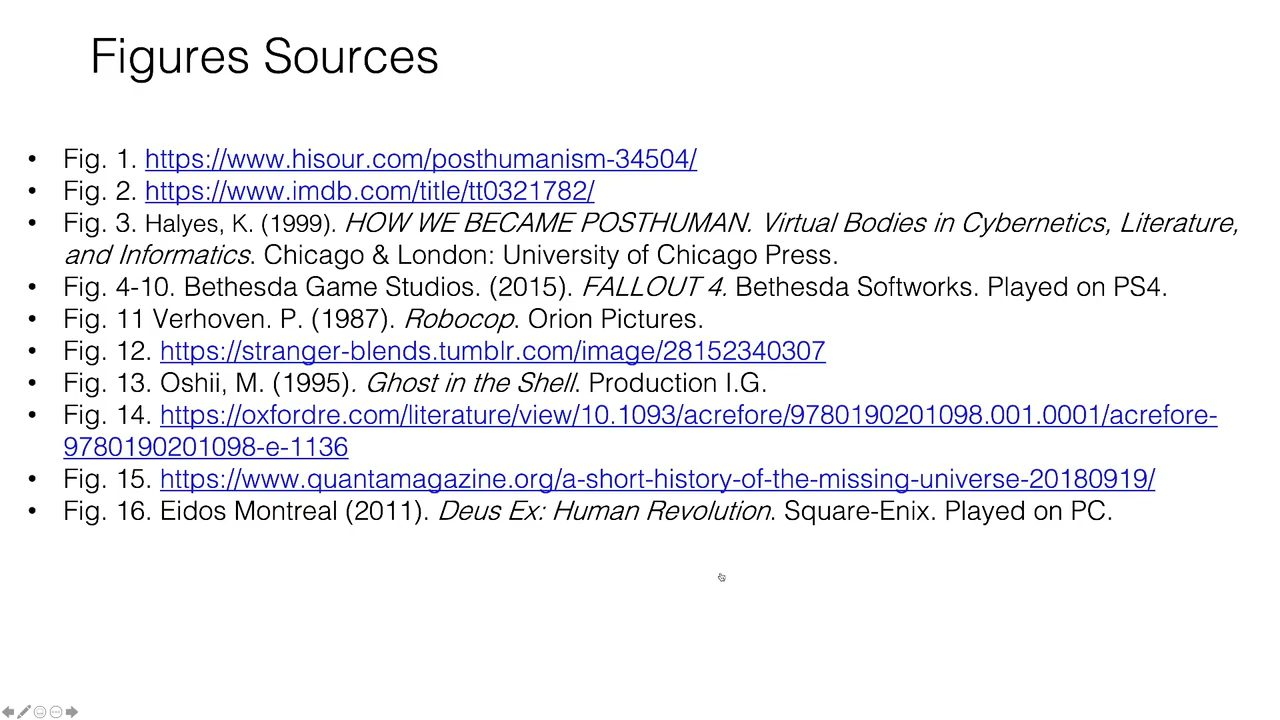 Figures Sources
• Fig. 1. https://www.hisour.com/posthumanism-34504/
• Fig. 2. https://www.imdb.com/title/tt0321782/
• Fig. 3. Halyes, K. (1999). HOW WE BECAME POSTHUMAN. Virtual Bodies in Cybernetics, Literature,
and Informatics. Chicago & London: University of Chicago Press.
• Fig. 4-10. Bethesda Game Studios. (2015). FALLOUT 4. Bethesda Softworks. Played on PS4.
• Fig. 11 Verhoven. P. (1987). Robocop. Orion Pictures.
• Fig. 12. https://stranger-blends.tumblr.com/image/28152340307
• Fig. 13. Oshii, M. (1995). Ghost in the Shell. Production I.G.
• Fig. 14. https://oxfordre.com/literature/view/10.1093/acrefore/9780190201098.001.0001/acrefore-
9780190201098-e-1136
• Fig. 15. https://www.quantamagazine.org/a-short-history-of-the-missing-universe-20180919/
• Fig. 16. Eidos Montreal (2011). Deus Ex: Human Revolution. Square-Enix. Played on PC.